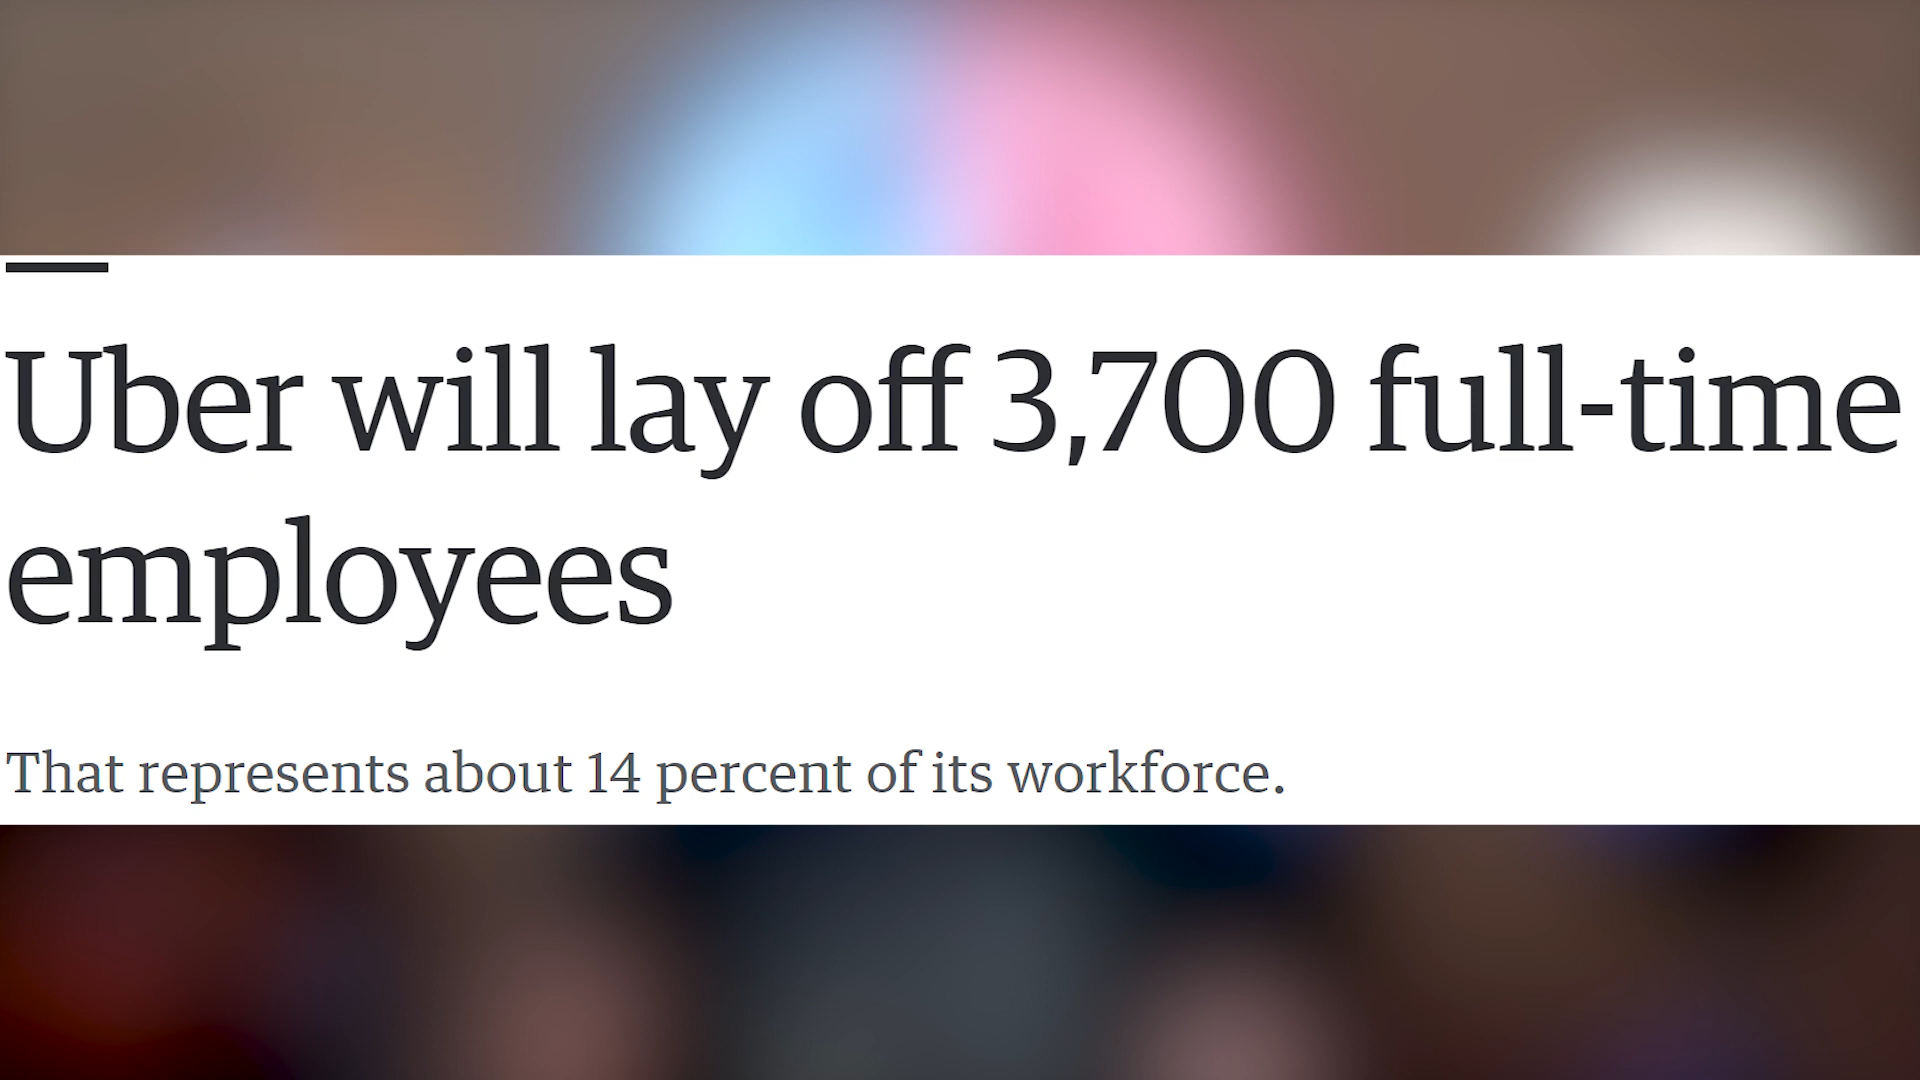 Uber will lay off 3,700 full-time
employees
That represents about 14 percent of its workforce.